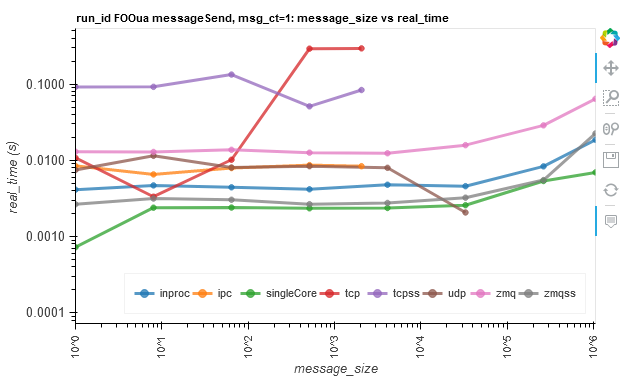 run_id FOOua messageSend, msg_ct=1: message_size vs real_time
real_time (s)
0.1000
0.0100
0.0010
0.0001
inproc ipc singleCore tcp tcpss udp zmq zmqss
10^0 10^1 10^2 10^3 10^4 10^5 10^6
message_size